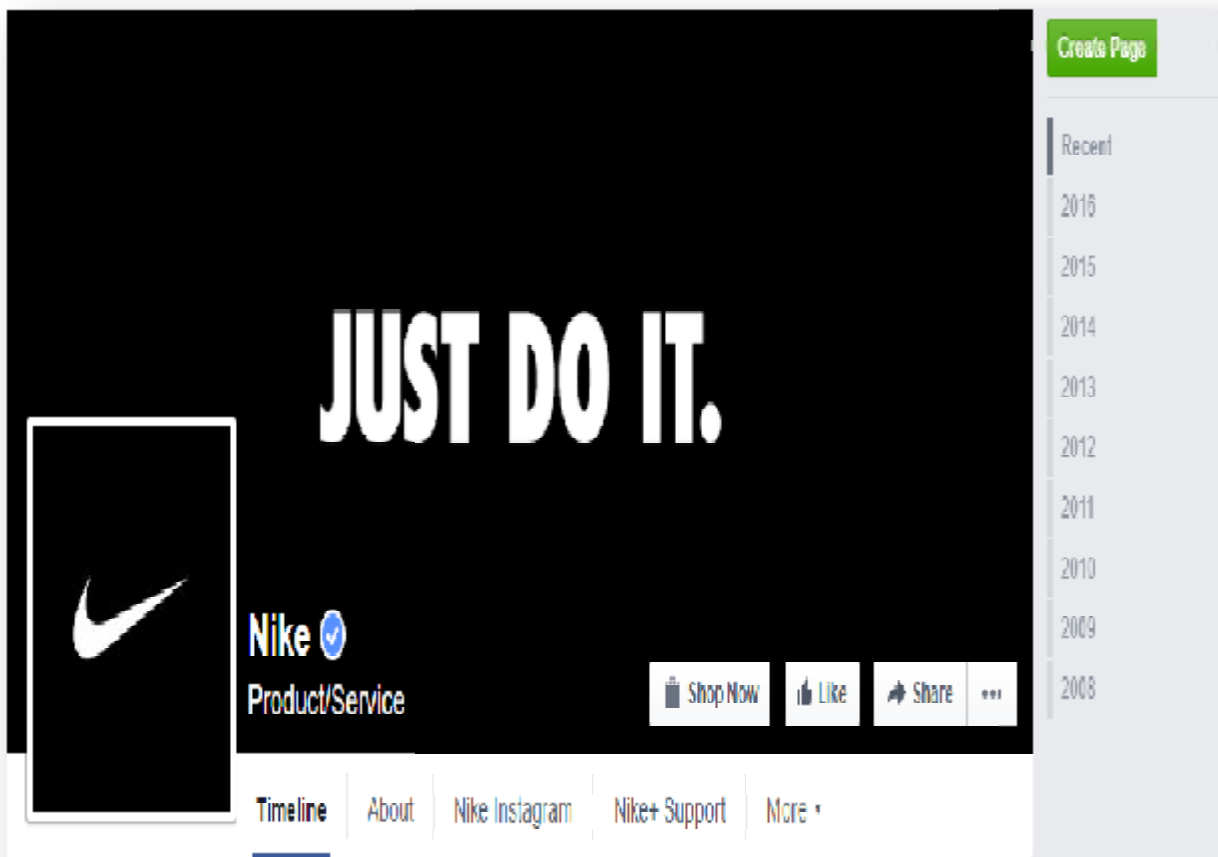 Create Page
Recent
2016
2015
2014
2013
2012
2011
2010
2009
2008
JUST DO IT.
Nike
Product/Service
Shop Now Like Share
Timeline About Nike Instagram Nike+ Support More